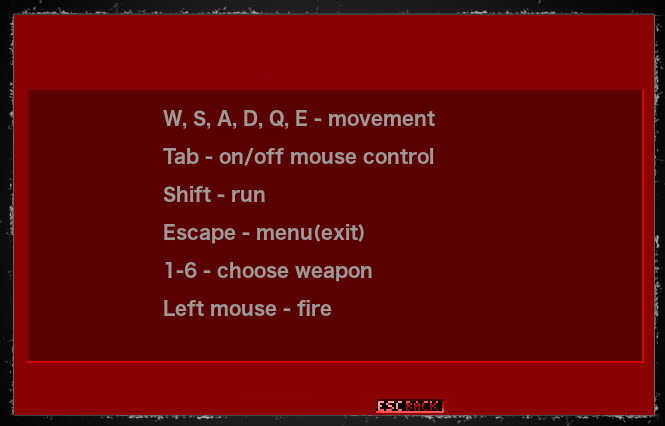 W, S, A, D, Q, E - movement
Tab - on/off mouse control
Shift - run
Escape - menu(exit)
1-6 - choose weapon
Left mouse - fire
ESC